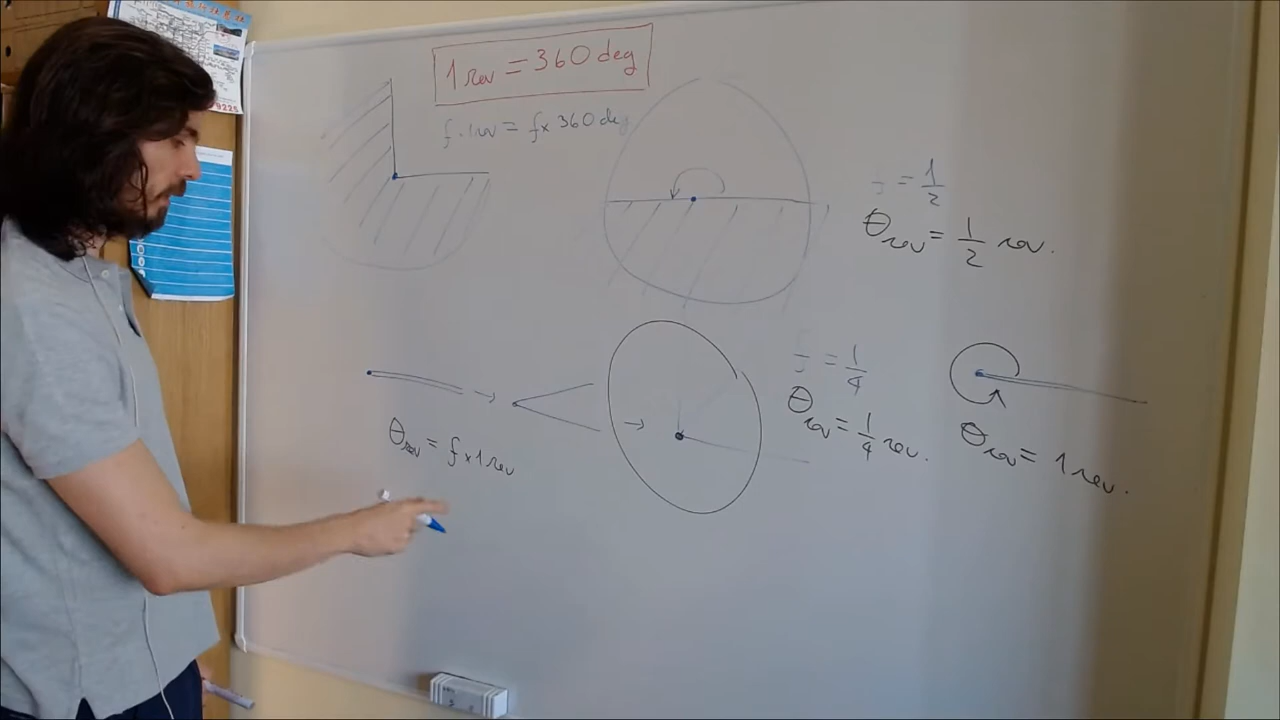 9225
1 rev = 360 deg
f · 1 rev = f x 360 deg
f = 1/2
θrev = 1/2 rev.
f = 1/4
θrev = 1/4 rev.
θrev = f x 1 rev
θrev = 1 rev.